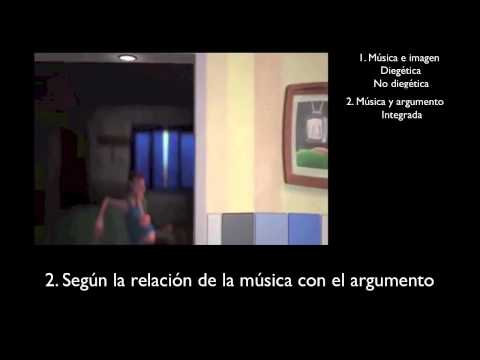 1. Música e imagen
Diegética
No diegética
2. Música y argumento
Integrada
2. Según la relación de la música con el argumento